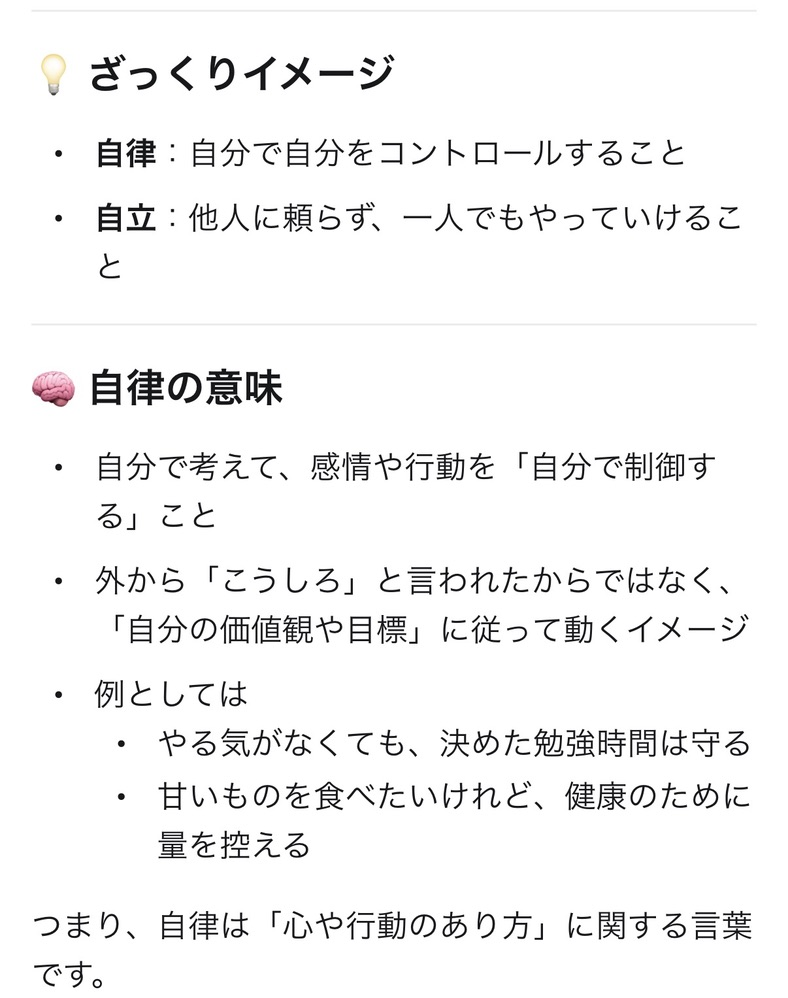 💡 ざっくりイメージ
• 自律：自分で自分をコントロールすること
• 自立：他人に頼らず、一人でもやっていけるこ
と
🧠 自律の意味
• 自分で考えて、感情や行動を「自分で制御す
る」こと
• 外から「こうしろ」と言われたからではなく、
「自分の価値観や目標」に従って動くイメージ
• 例としては
• やる気がなくても、決めた勉強時間は守る
• 甘いものを食べたいけれど、健康のために
量を控える
つまり、自律は「心や行動のあり方」に関する言葉
です。